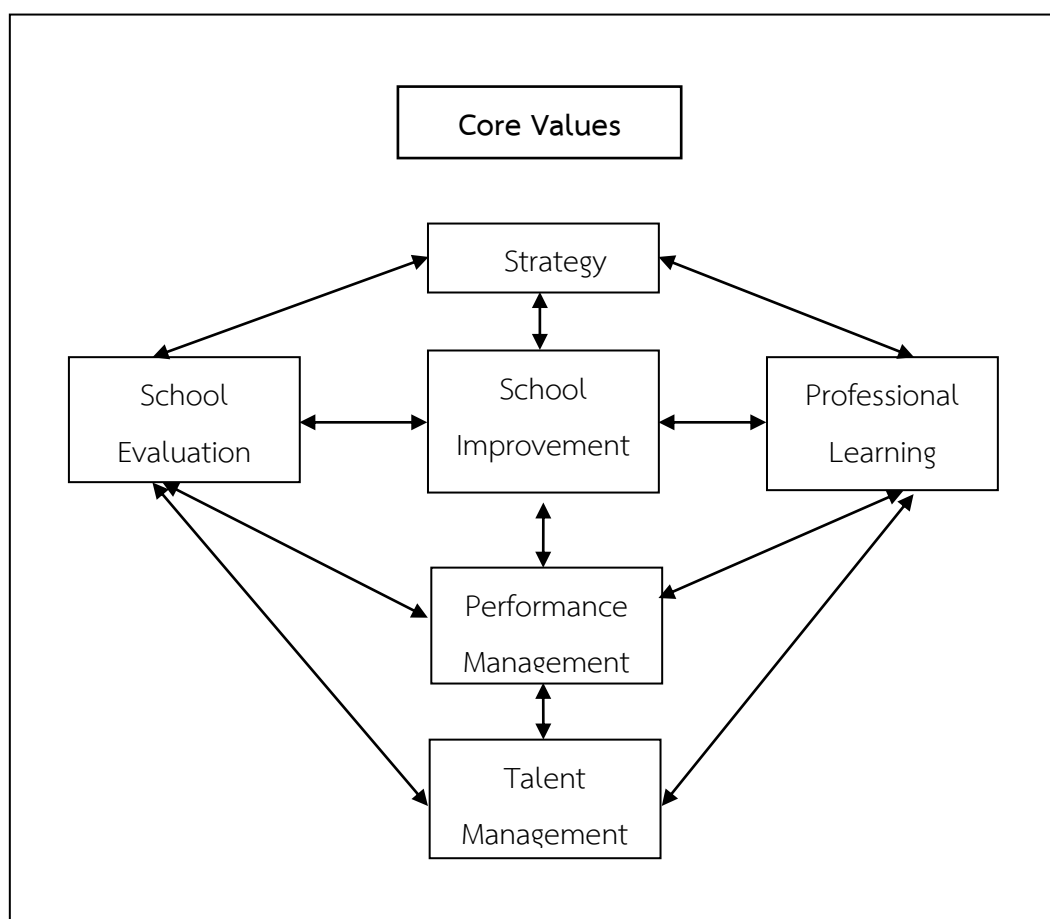 Core Values
Strategy
School
Evaluation
School
Improvement
Professional
Learning
Performance
Management
Talent
Management